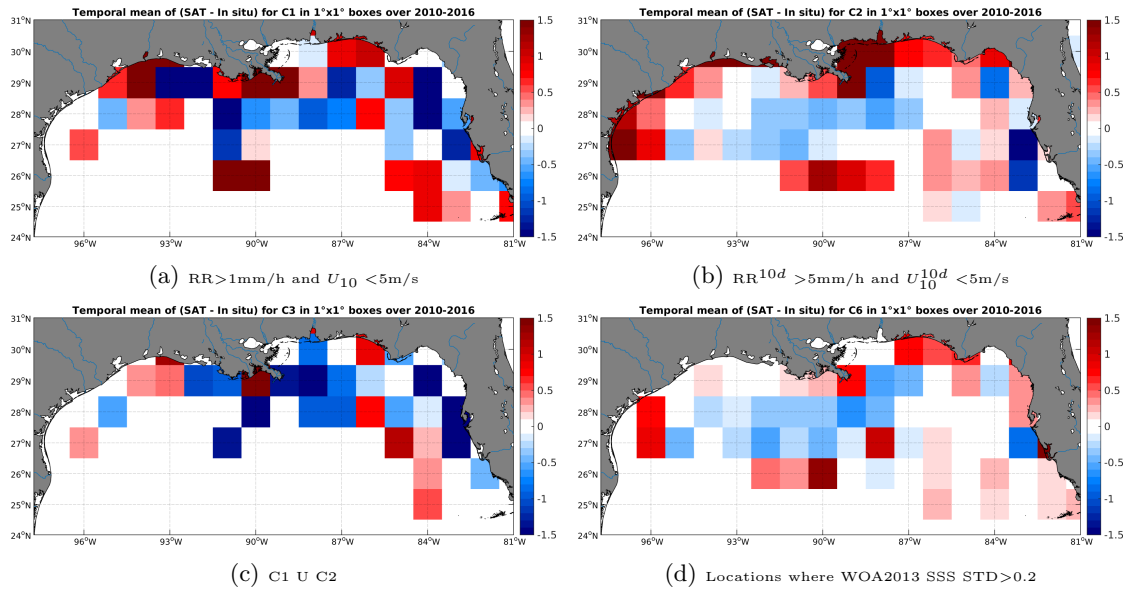 Temporal mean of (SAT - In situ) for C1 in 1°x1° boxes over 2010-2016
31°N
30°N
29°N
28°N
27°N
26°N
25°N
24°N
96°W 93°W 90°W 87°W 84°W 81°W
1.5
1
0.5
0
-0.5
-1
-1.5
(a) RR>1mm/h and U10 <5m/s
Temporal mean of (SAT - In situ) for C2 in 1°x1° boxes over 2010-2016
31°N
30°N
29°N
28°N
27°N
26°N
25°N
24°N
96°W 93°W 90°W 87°W 84°W 81°W
1.5
1
0.5
0
-0.5
-1
-1.5
(b) RR^10d >5mm/h and U10^10d <5m/s
Temporal mean of (SAT - In situ) for C3 in 1°x1° boxes over 2010-2016
31°N
30°N
29°N
28°N
27°N
26°N
25°N
24°N
96°W 93°W 90°W 87°W 84°W 81°W
1.5
1
0.5
0
-0.5
-1
-1.5
(c) C1 U C2
Temporal mean of (SAT - In situ) for C6 in 1°x1° boxes over 2010-2016
31°N
30°N
29°N
28°N
27°N
26°N
25°N
24°N
96°W 93°W 90°W 87°W 84°W 81°W
1.5
1
0.5
0
-0.5
-1
-1.5
(d) Locations where WOA2013 SSS STD>0.2